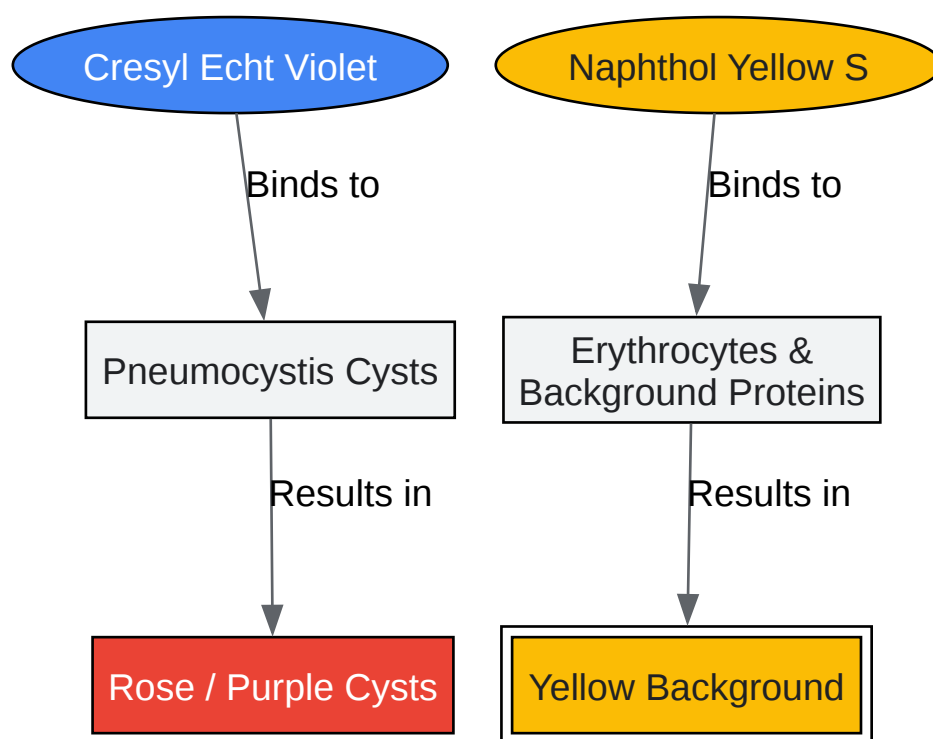 Cresyl Echt Violet
Naphthol Yellow S
Binds to
Binds to
Pneumocystis Cysts
Erythrocytes &
Background Proteins
Results in
Results in
Rose / Purple Cysts
Yellow Background